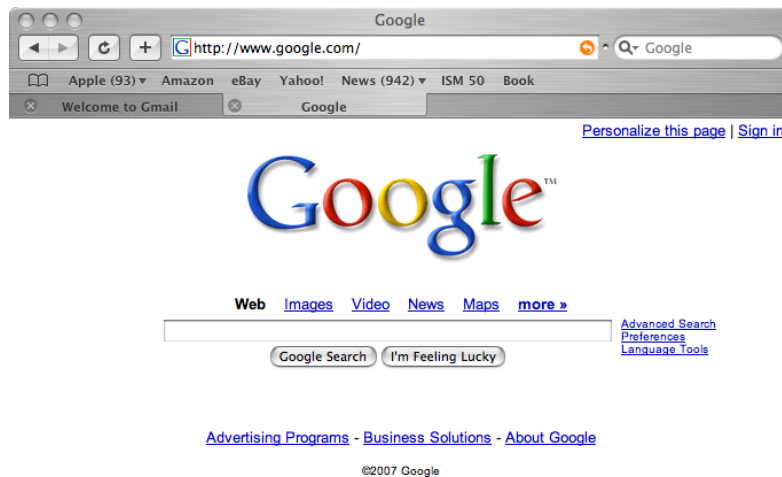 Google
http://www.google.com/ Google
Apple (93) Amazon eBay Yahoo! News (942) ISM 50 Book
Welcome to Gmail Google
Personalize this page | Sign in
Google™
Web Images Video News Maps more »
Advanced Search
Preferences
Language Tools
Google Search I'm Feeling Lucky
Advertising Programs - Business Solutions - About Google
©2007 Google